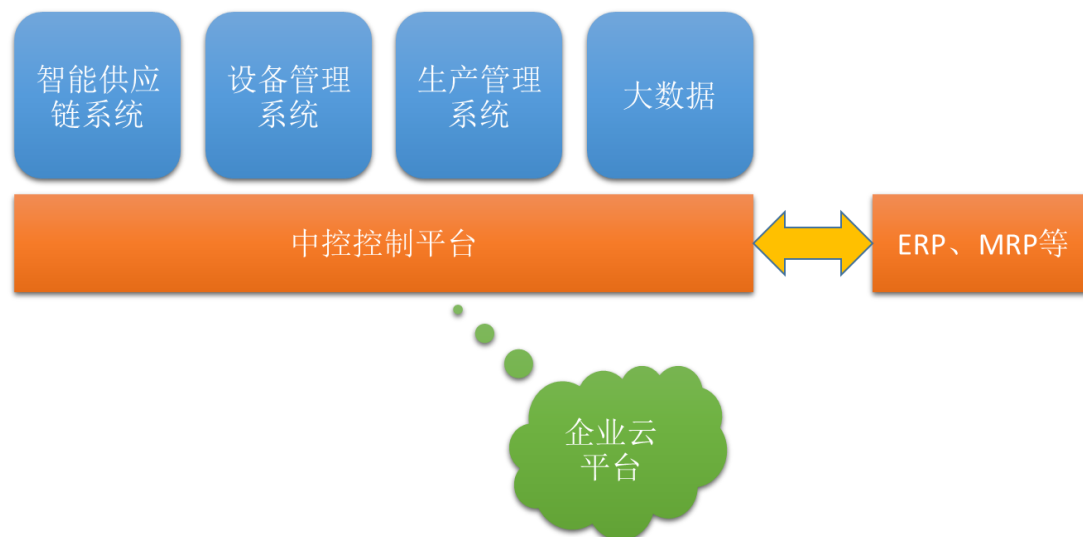 智能供应
链系统
设备管理
系统
生产管理
系统
大数据
中控控制平台
ERP、MRP等
企业云
平台